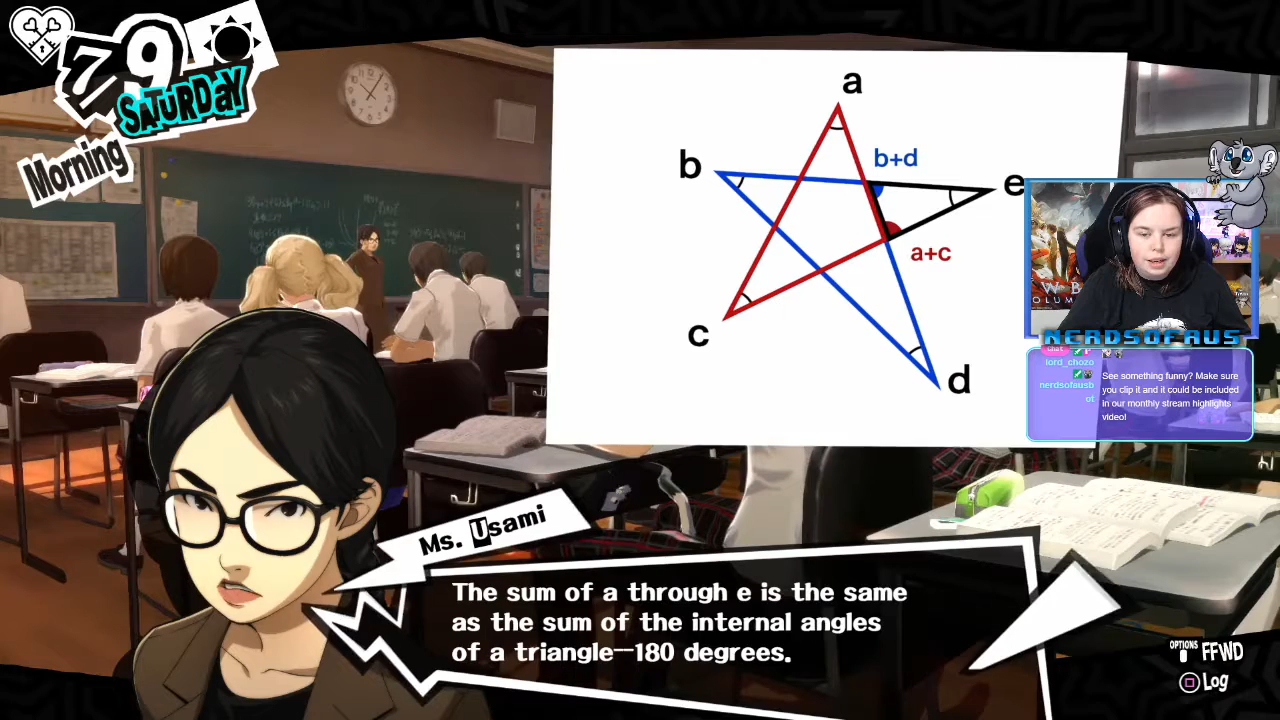 79
SATURDAY
Morning
a
b
b+d
e
a+c
c
d
NERDSOFAUS
lord_chozo
nerdsofausb
ot
See something funny? Make sure
you clip it and it could be included
in our monthly stream highlights
video!
Ms. Usami
The sum of a through e is the same
as the sum of the internal angles
of a triangle--180 degrees.
OPTIONS
FFWD
Log